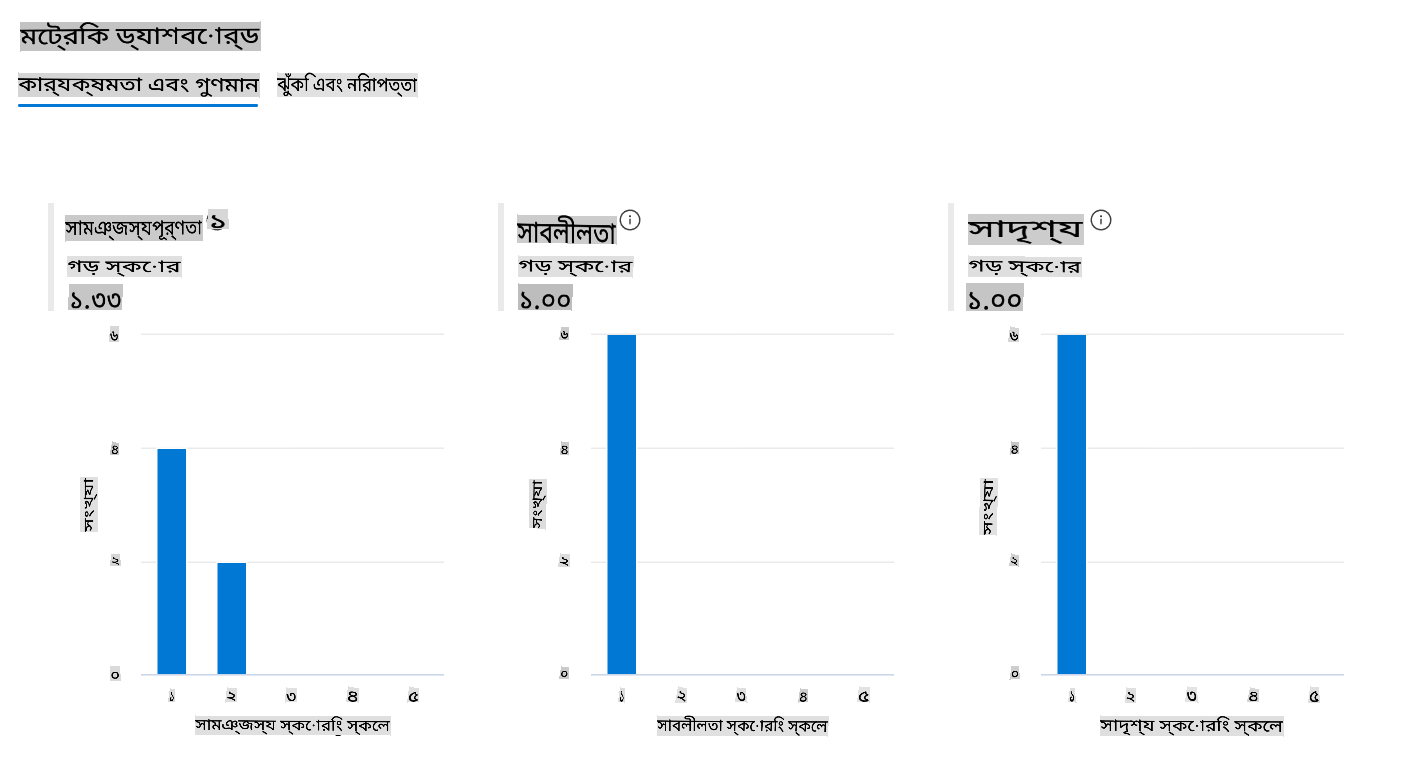 মেট্রিক ড্যাশবোর্ড
কার্যক্ষমতা এবং গুণমান ঝুঁকি এবং নিরাপত্তা
সামঞ্জস্যপূর্ণতা ১ সাবলীলতা সাদৃশ্য
গড় স্কোর গড় স্কোর গড় স্কোর
১.৩৩ ১.০০ ১.০০
৬ ৬ ৬
৪ ৪ ৪
সংখ্যা সংখ্যা সংখ্যা
২ ২ ২
০ ০ ০
১ ২ ৩ ৪ ৫ ১ ২ ৩ ৪ ৫ ১ ২ ৩ ৪ ৫
সামঞ্জস্য স্কোরিং স্কেল সাবলীলতা স্কোরিং স্কেল সাদৃশ্য স্কোরিং স্কেল